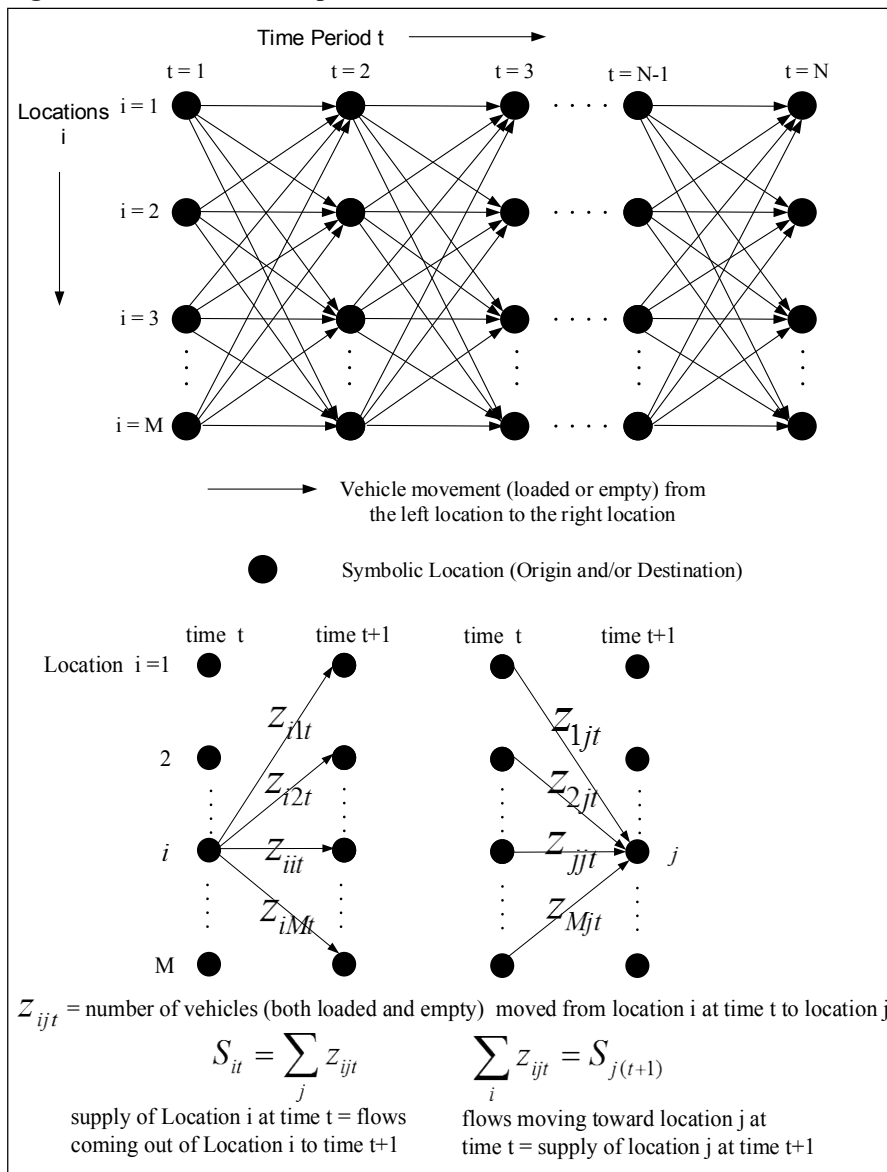 Time Period t
t = 1 t = 2 t = 3 t = N-1 t = N
Locations
i
i = 1
i = 2
i = 3
i = M
Vehicle movement (loaded or empty) from
the left location to the right location
Symbolic Location (Origin and/or Destination)
time t time t+1 time t time t+1
Location i =1
2
i
M
z_{i1t}
z_{i2t}
z_{iit}
z_{iMt}
z_{1jt}
z_{2jt}
z_{jjt}
z_{Mjt}
j
z_{ijt} = number of vehicles (both loaded and empty) moved from location i at time t to location j
S_{it} = \sum_{j} z_{ijt} \sum_{i} z_{ijt} = S_{j(t+1)}
supply of Location i at time t = flows
coming out of Location i to time t+1
flows moving toward location j at
time t = supply of location j at time t+1